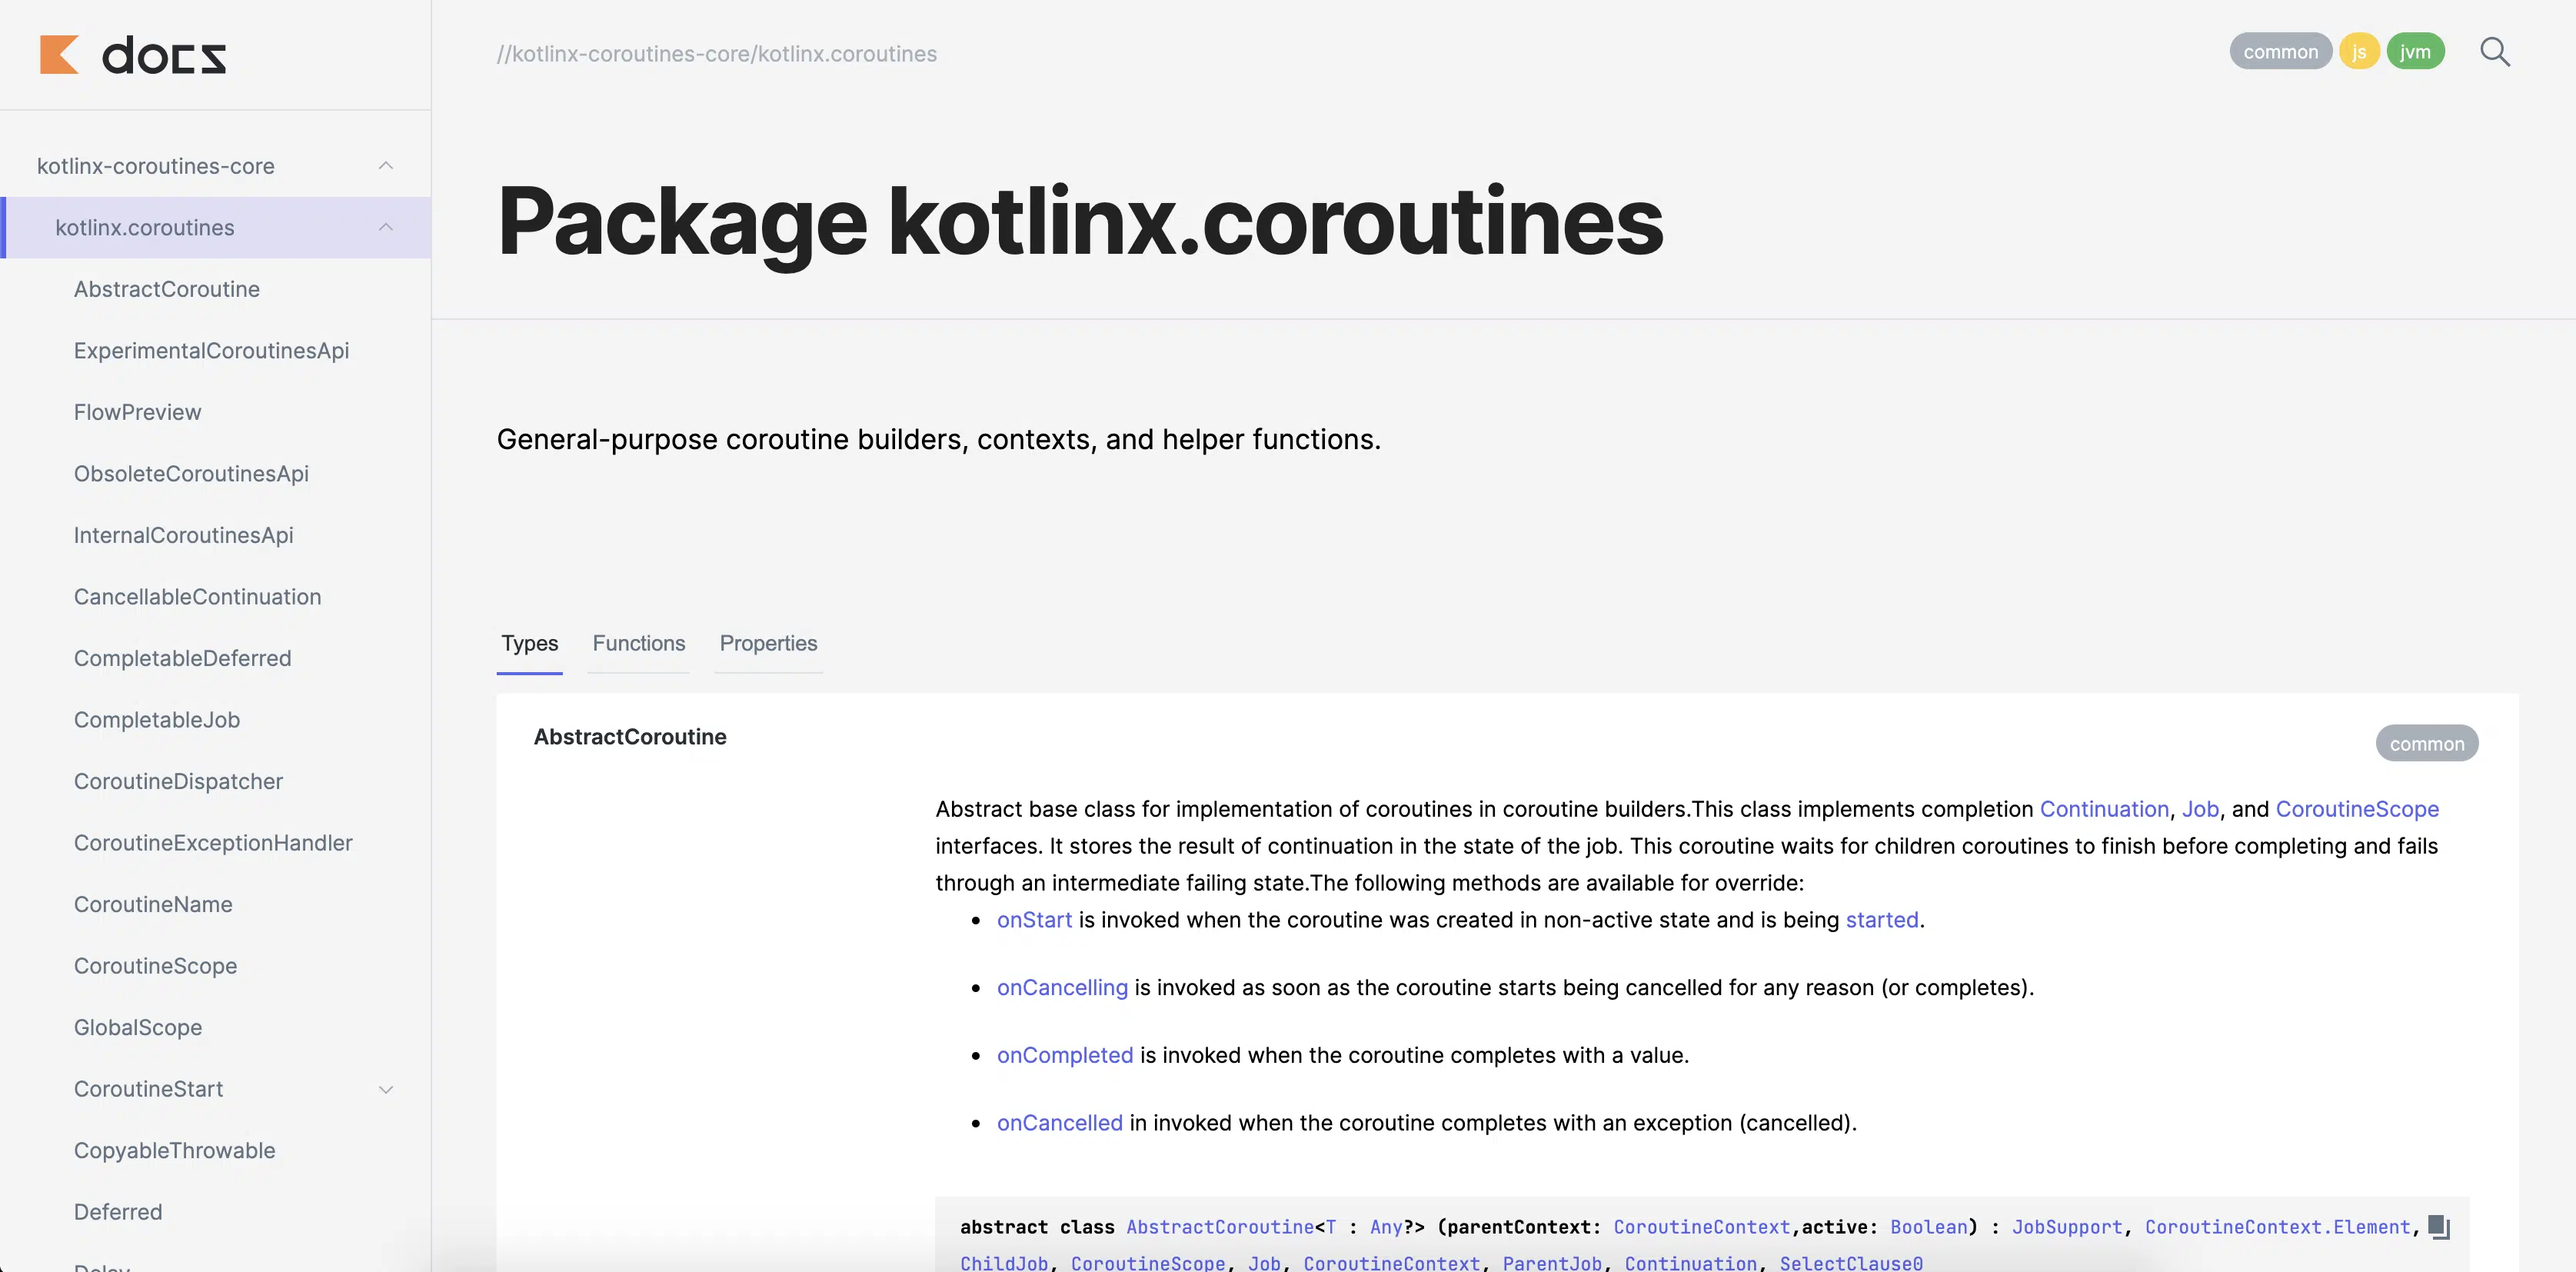 docs
//kotlinx-coroutines-core/kotlinx.coroutines
common js jvm
kotlinx-coroutines-core
kotlinx.coroutines
AbstractCoroutine
ExperimentalCoroutinesApi
FlowPreview
ObsoleteCoroutinesApi
InternalCoroutinesApi
CancellableContinuation
CompletableDeferred
CompletableJob
CoroutineDispatcher
CoroutineExceptionHandler
CoroutineName
CoroutineScope
GlobalScope
CoroutineStart
CopyableThrowable
Deferred
Delay
Package kotlinx.coroutines
General-purpose coroutine builders, contexts, and helper functions.
Types Functions Properties
AbstractCoroutine
common
Abstract base class for implementation of coroutines in coroutine builders.This class implements completion Continuation, Job, and CoroutineScope
interfaces. It stores the result of continuation in the state of the job. This coroutine waits for children coroutines to finish before completing and fails
through an intermediate failing state.The following methods are available for override:
• onStart is invoked when the coroutine was created in non-active state and is being started.
• onCancelling is invoked as soon as the coroutine starts being cancelled for any reason (or completes).
• onCompleted is invoked when the coroutine completes with a value.
• onCancelled in invoked when the coroutine completes with an exception (cancelled).
abstract class AbstractCoroutine<T : Any?> (parentContext: CoroutineContext,active: Boolean) : JobSupport, CoroutineContext.Element,
ChildJob, CoroutineScope, Job, CoroutineContext, ParentJob, Continuation, SelectClause0